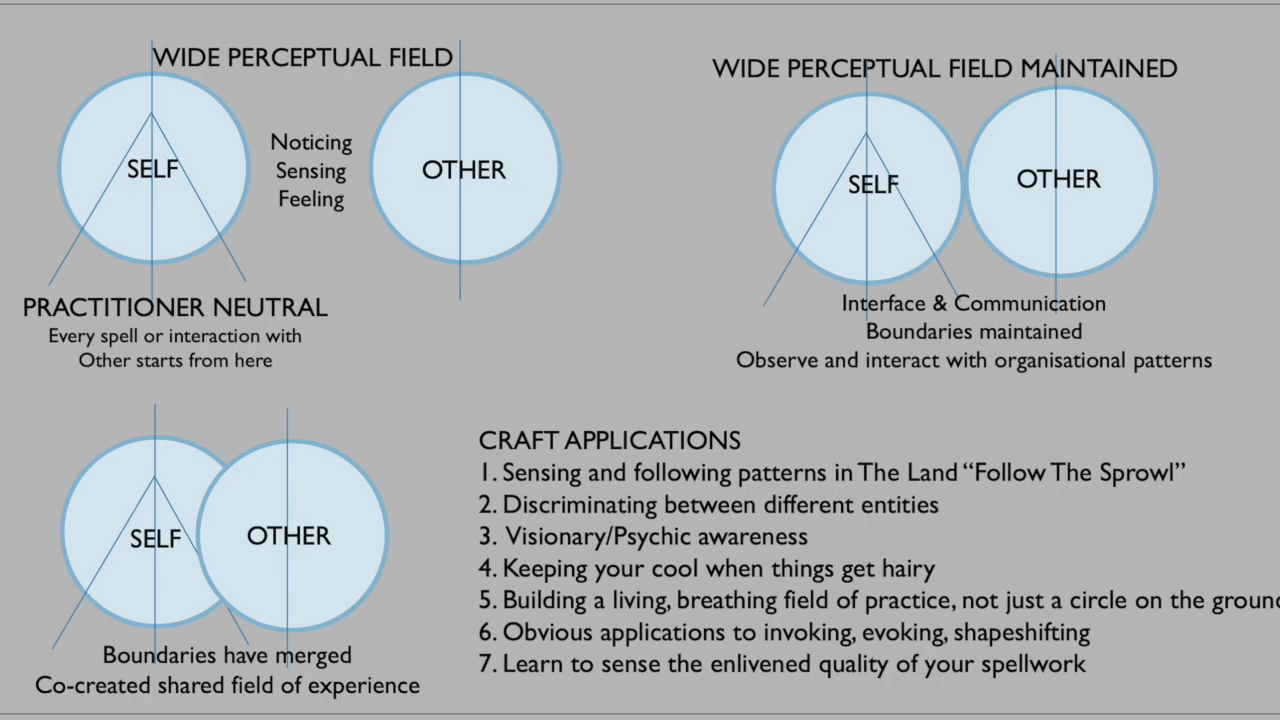 WIDE PERCEPTUAL FIELD
SELF
Noticing
Sensing
Feeling
OTHER
PRACTITIONER NEUTRAL
Every spell or interaction with
Other starts from here
WIDE PERCEPTUAL FIELD MAINTAINED
SELF
OTHER
Interface & Communication
Boundaries maintained
Observe and interact with organisational patterns
SELF
OTHER
Boundaries have merged
Co-created shared field of experience
CRAFT APPLICATIONS
1. Sensing and following patterns in The Land “Follow The Sprowl”
2. Discriminating between different entities
3. Visionary/Psychic awareness
4. Keeping your cool when things get hairy
5. Building a living, breathing field of practice, not just a circle on the groun
6. Obvious applications to invoking, evoking, shapeshifting
7. Learn to sense the enlivened quality of your spellwork